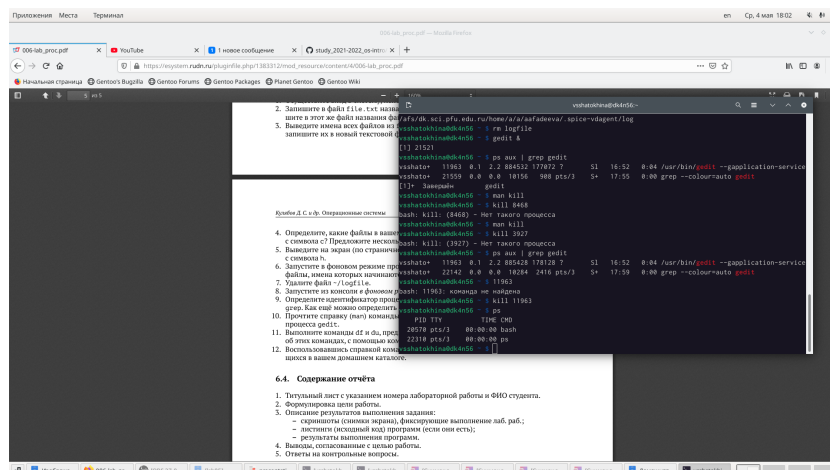 Приложения Места Терминал
en Ср, 4 мая 18:02
006-lab_proc.pdf — Mozilla Firefox
006-lab_proc.pdf × YouTube × 1 новое сообщение × study_2021-2022_os-intro ×
https://esystem.rudn.ru/pluginfile.php/1383312/mod_resource/content/4/006-lab_proc.pdf
Начальная страница Gentoo's Bugzilla Gentoo Forums Gentoo Packages Planet Gentoo Gentoo Wiki
5 из 5
2. Запишите в файл file.txt назва
шите в этот же файл названия фа
3. Выведите имена всех файлов из
запишите их в новый текстовой
Кулябов Д. С. и др. Операционные системы
4. Определите, какие файлы в ваше
с символа c? Предложите нескол
5. Выведите на экран (по странично
с символа h.
6. Запустите в фоновом режиме про
файлы, имена которых начинают
7. Удалите файл ~/logfile.
8. Запустите из консоли в фоновом р
9. Определите идентификатор проце
grep. Как ещё можно определить
10. Прочтите справку (man) команды
процесса gedit.
11. Выполните команды df и du, пред
об этих командах, с помощью ком
12. Воспользовавшись справкой кома
щихся в вашем домашнем каталоге.
6.4. Содержание отчёта
1. Титульный лист с указанием номера лабораторной работы и ФИО студента.
2. Формулировка цели работы.
3. Описание результатов выполнения задания:
– скриншоты (снимки экрана), фиксирующие выполнение лаб. раб.;
– листинги (исходный код) программ (если они есть);
– результаты выполнения программ.
4. Выводы, согласованные с целью работы.
5. Ответы на контрольные вопросы.
vsshatokhina@dk4n56:~
/afs/dk.sci.pfu.edu.ru/home/a/a/aafadeeva/.spice-vdagent/log
vsshatokhina@dk4n56 ~ $ rm logfile
vsshatokhina@dk4n56 ~ $ gedit &
[1] 21521
vsshatokhina@dk4n56 ~ $ ps aux | grep gedit
vsshato+ 11963 0.1 2.2 884532 177072 ? Sl 16:52 0:04 /usr/bin/gedit --gapplication-service
vsshato+ 21559 0.0 0.0 10156 908 pts/3 S+ 17:55 0:00 grep --colour=auto gedit
[1]+ Завершён gedit
vsshatokhina@dk4n56 ~ $ man kill
vsshatokhina@dk4n56 ~ $ kill 8468
bash: kill: (8468) - Нет такого процесса
vsshatokhina@dk4n56 ~ $ man kill
vsshatokhina@dk4n56 ~ $ kill 3927
bash: kill: (3927) - Нет такого процесса
vsshatokhina@dk4n56 ~ $ ps aux | grep gedit
vsshato+ 11963 0.1 2.2 885428 178128 ? Sl 16:52 0:04 /usr/bin/gedit --gapplication-service
vsshato+ 22142 0.0 0.0 10284 2416 pts/3 S+ 17:59 0:00 grep --colour=auto gedit
vsshatokhina@dk4n56 ~ $ 11963
bash: 11963: команда не найдена
vsshatokhina@dk4n56 ~ $ kill 11963
vsshatokhina@dk4n56 ~ $ ps
PID TTY TIME CMD
20570 pts/3 00:00:00 bash
22310 pts/3 00:00:00 ps
vsshatokhina@dk4n56 ~ $